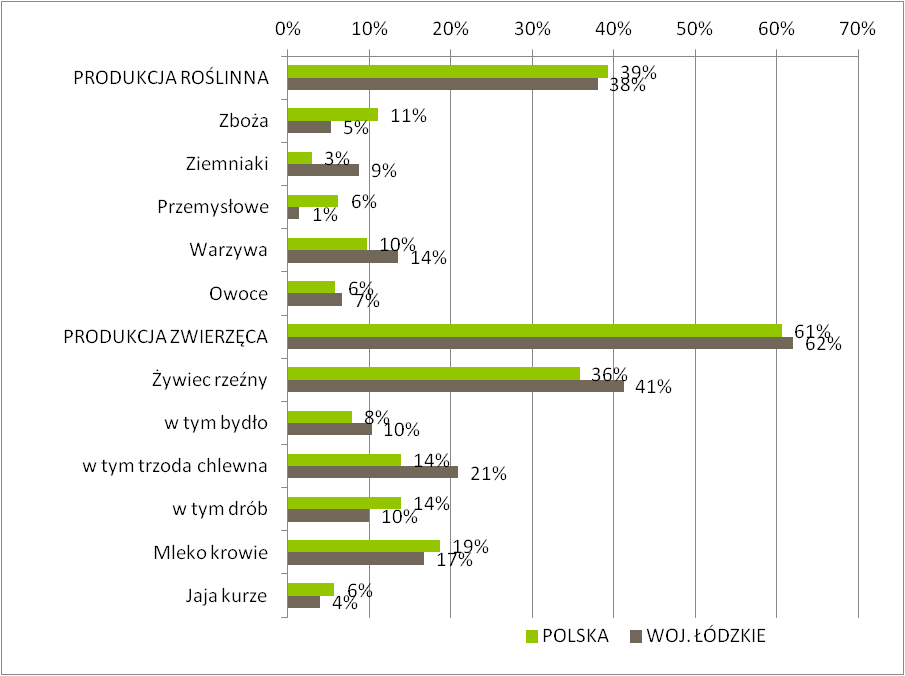 0% 10% 20% 30% 40% 50% 60% 70%
PRODUKCJA ROŚLINNA 39% 38%
Zboża 11% 5%
Ziemniaki 3% 9%
Przemysłowe 6% 1%
Warzywa 10% 14%
Owoce 6% 7%
PRODUKCJA ZWIERZĘCA 61% 62%
Żywiec rzeźny 36% 41%
w tym bydło 8% 10%
w tym trzoda chlewna 14% 21%
w tym drób 14% 10%
Mleko krowie 19% 17%
Jaja kurze 6% 4%
POLSKA WOJ. ŁÓDZKIE